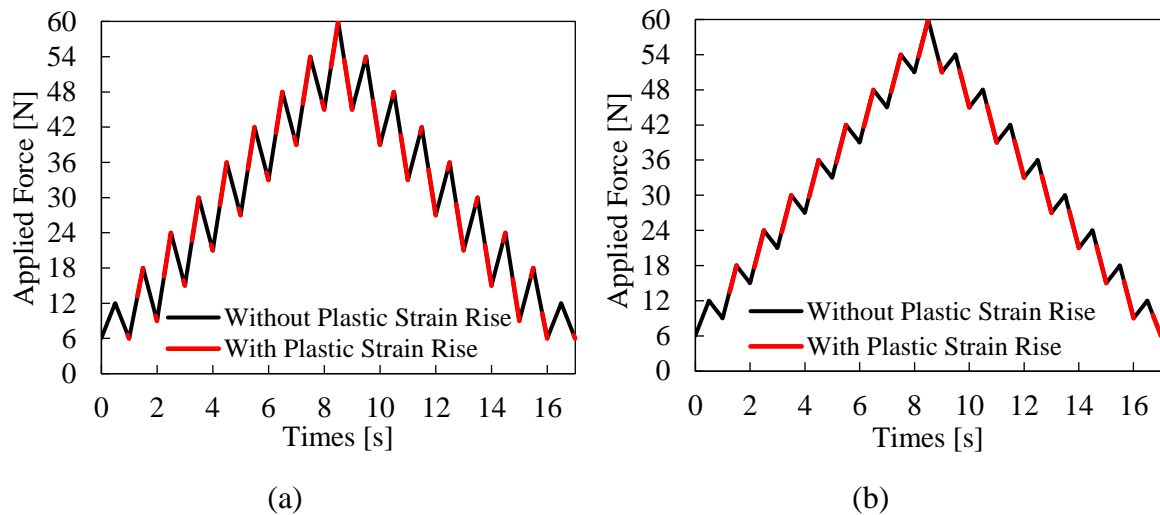 60
54
48
42
36
30
24
18
12
6
0
Applied Force [N]
Without Plastic Strain Rise
With Plastic Strain Rise
0 2 4 6 8 10 12 14 16
Times [s]
(a)
60
54
48
42
36
30
24
18
12
6
0
Applied Force [N]
Without Plastic Strain Rise
With Plastic Strain Rise
0 2 4 6 8 10 12 14 16
Times [s]
(b)